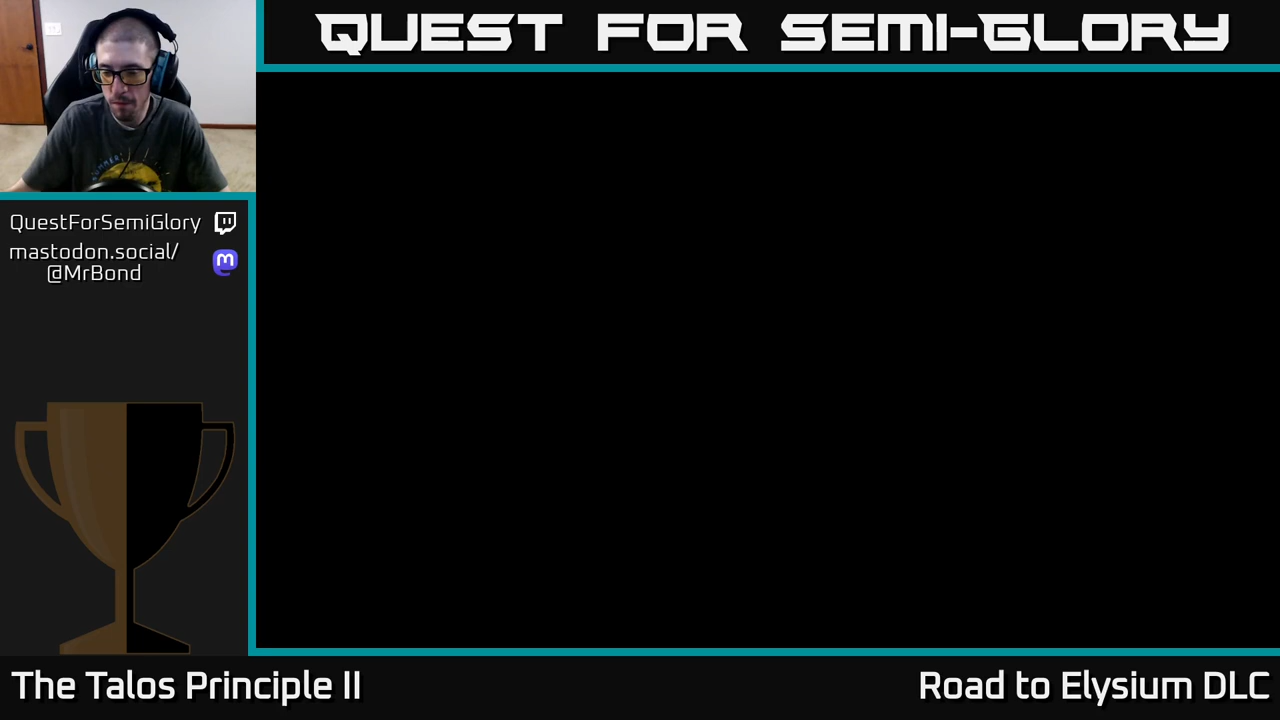 QUEST FOR SEMI-GLORY
QuestForSemiGlory
mastodon.social/
@MrBond
The Talos Principle II
Road to Elysium DLC